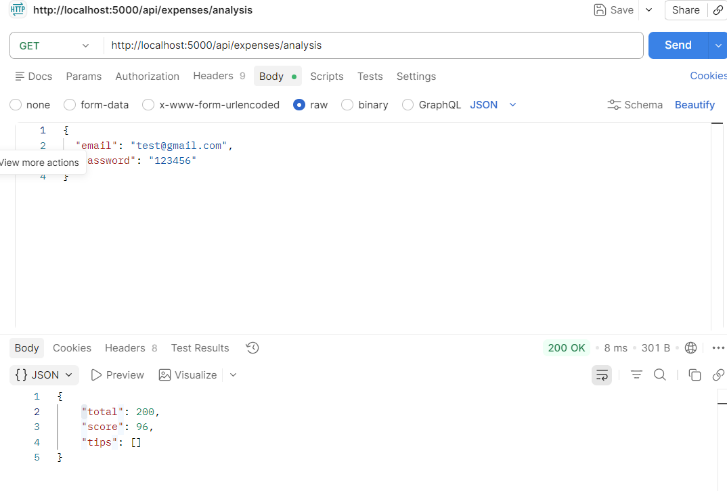 HTTP http://localhost:5000/api/expenses/analysis Save Share
GET http://localhost:5000/api/expenses/analysis Send
Docs Params Authorization Headers 9 Body Scripts Tests Settings Cookies
none form-data x-www-form-urlencoded raw binary GraphQL JSON Schema Beautify
1 {
2 "email": "test@gmail.com",
View more actions assword": "123456"
4 }
Body Cookies Headers 8 Test Results 200 OK • 8 ms • 301 B •
{} JSON Preview Visualize
1 {
2 "total": 200,
3 "score": 96,
4 "tips": []
5 }